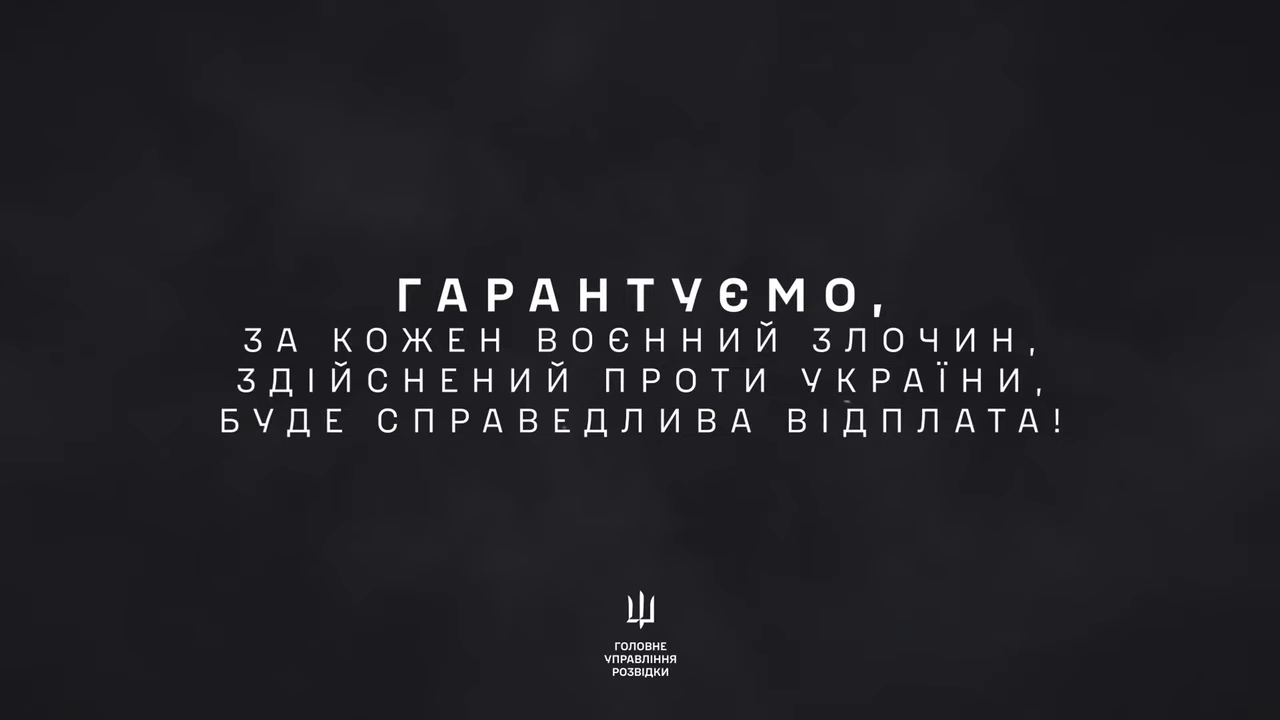 ГАРАНТУЄМО,
ЗА КОЖЕН ВОЄННИЙ ЗЛОЧИН,
ЗДІЙСНЕНИЙ ПРОТИ УКРАЇНИ,
БУДЕ СПРАВЕДЛИВА ВІДПЛАТА!
ГОЛОВНЕ
УПРАВЛІННЯ
РОЗВІДКИ